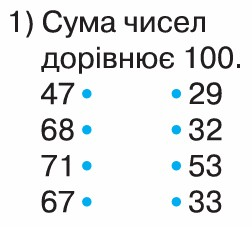 1) Сума чисел
дорівнює 100.
47 • • 29
68 • • 32
71 • • 53
67 • • 33